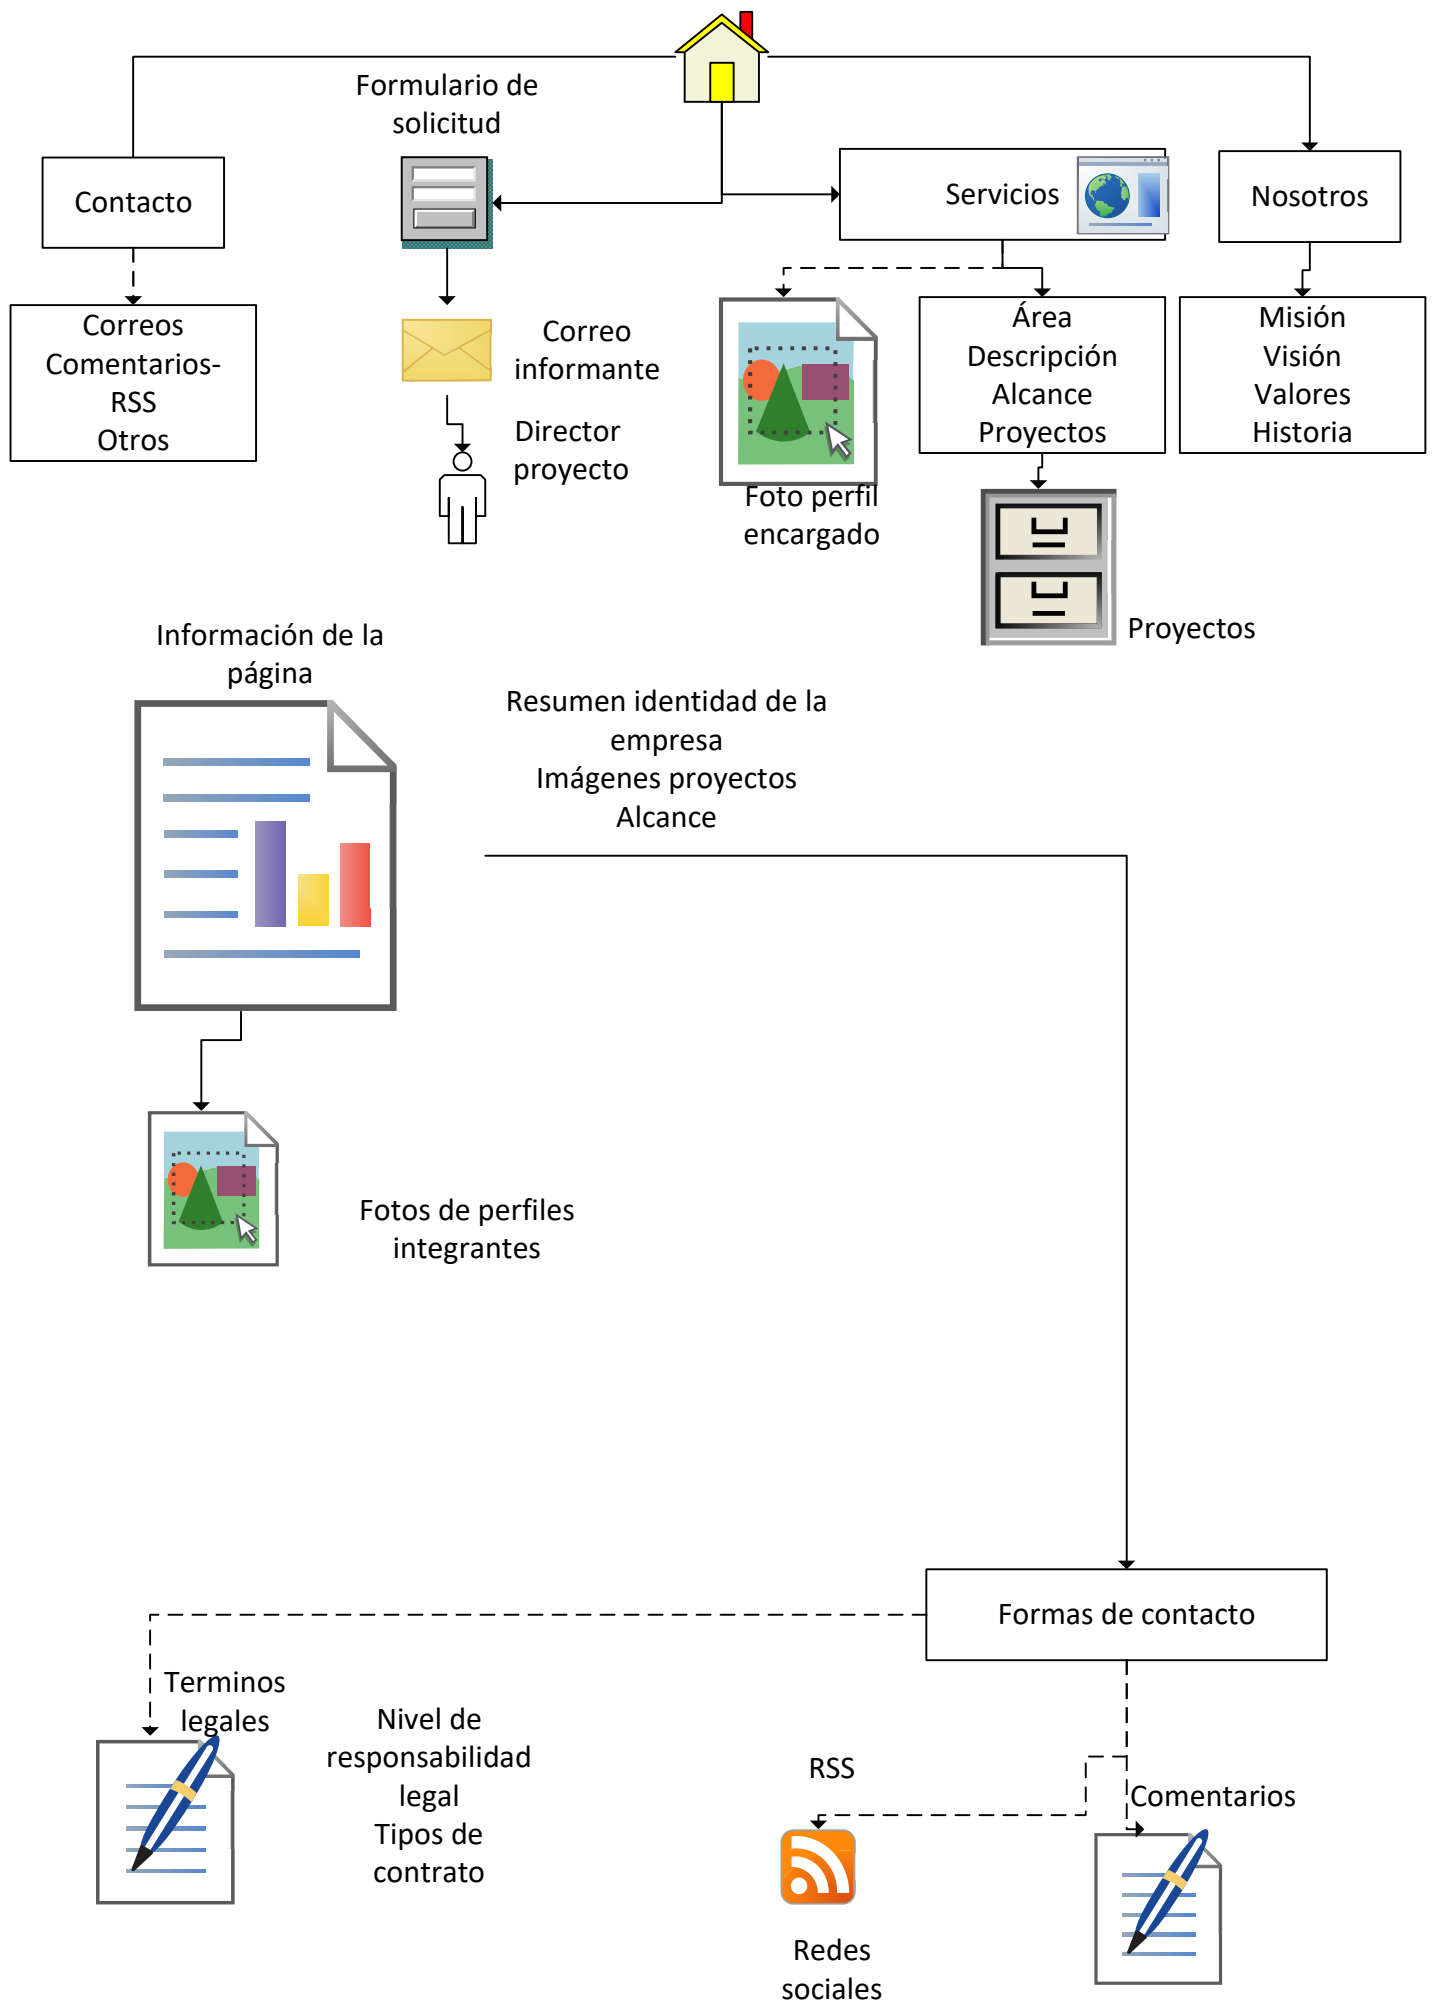 Formulario de
solicitud
Contacto
Servicios
Nosotros
Correos
Comentarios-
RSS
Otros
Correo
informante
Director
proyecto
Foto perfil
encargado
Área
Descripción
Alcance
Proyectos
Misión
Visión
Valores
Historia
Proyectos
Información de la
página
Resumen identidad de la
empresa
Imágenes proyectos
Alcance
Fotos de perfiles
integrantes
Formas de contacto
Terminos
legales
Nivel de
responsabilidad
legal
Tipos de
contrato
RSS
Redes
sociales
Comentarios